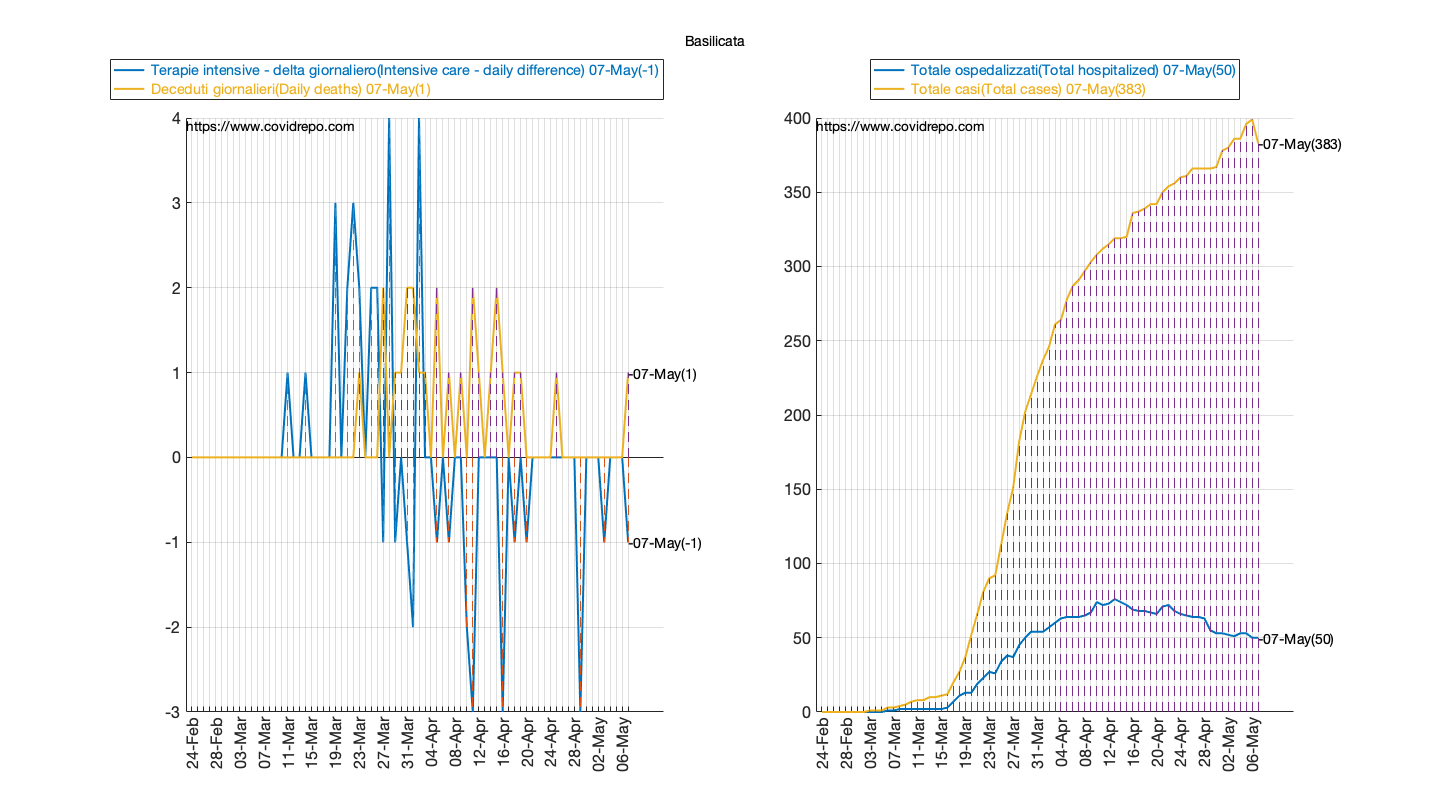 Basilicata
Terapie intensive - delta giornaliero(Intensive care - daily difference) 07-May(-1)
Deceduti giornalieri(Daily deaths) 07-May(1)
https://www.covidrepo.com
4
3
2
1
0
-1
-2
-3
07-May(1)
07-May(-1)
24-Feb
28-Feb
03-Mar
07-Mar
11-Mar
15-Mar
19-Mar
23-Mar
27-Mar
31-Mar
04-Apr
08-Apr
12-Apr
16-Apr
20-Apr
24-Apr
28-Apr
02-May
06-May
Totale ospedalizzati(Total hospitalized) 07-May(50)
Totale casi(Total cases) 07-May(383)
https://www.covidrepo.com
400
350
300
250
200
150
100
50
0
07-May(383)
07-May(50)
24-Feb
28-Feb
03-Mar
07-Mar
11-Mar
15-Mar
19-Mar
23-Mar
27-Mar
31-Mar
04-Apr
08-Apr
12-Apr
16-Apr
20-Apr
24-Apr
28-Apr
02-May
06-May